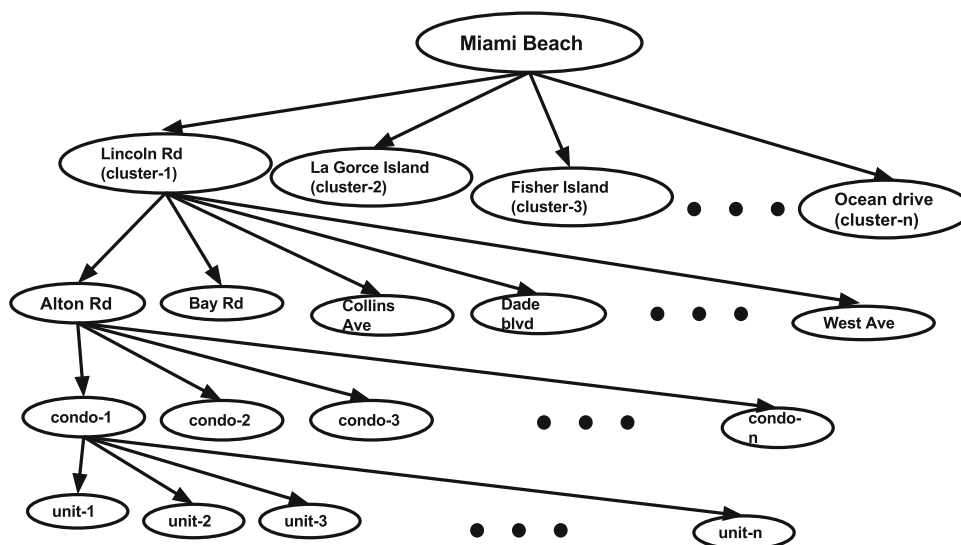 Miami Beach
Lincoln Rd
(cluster-1)
La Gorce Island
(cluster-2)
Fisher Island
(cluster-3)
Ocean drive
(cluster-n)
Alton Rd
Bay Rd
Collins
Ave
Dade
blvd
West Ave
condo-1
condo-2
condo-3
condo-
n
unit-1
unit-2
unit-3
unit-n